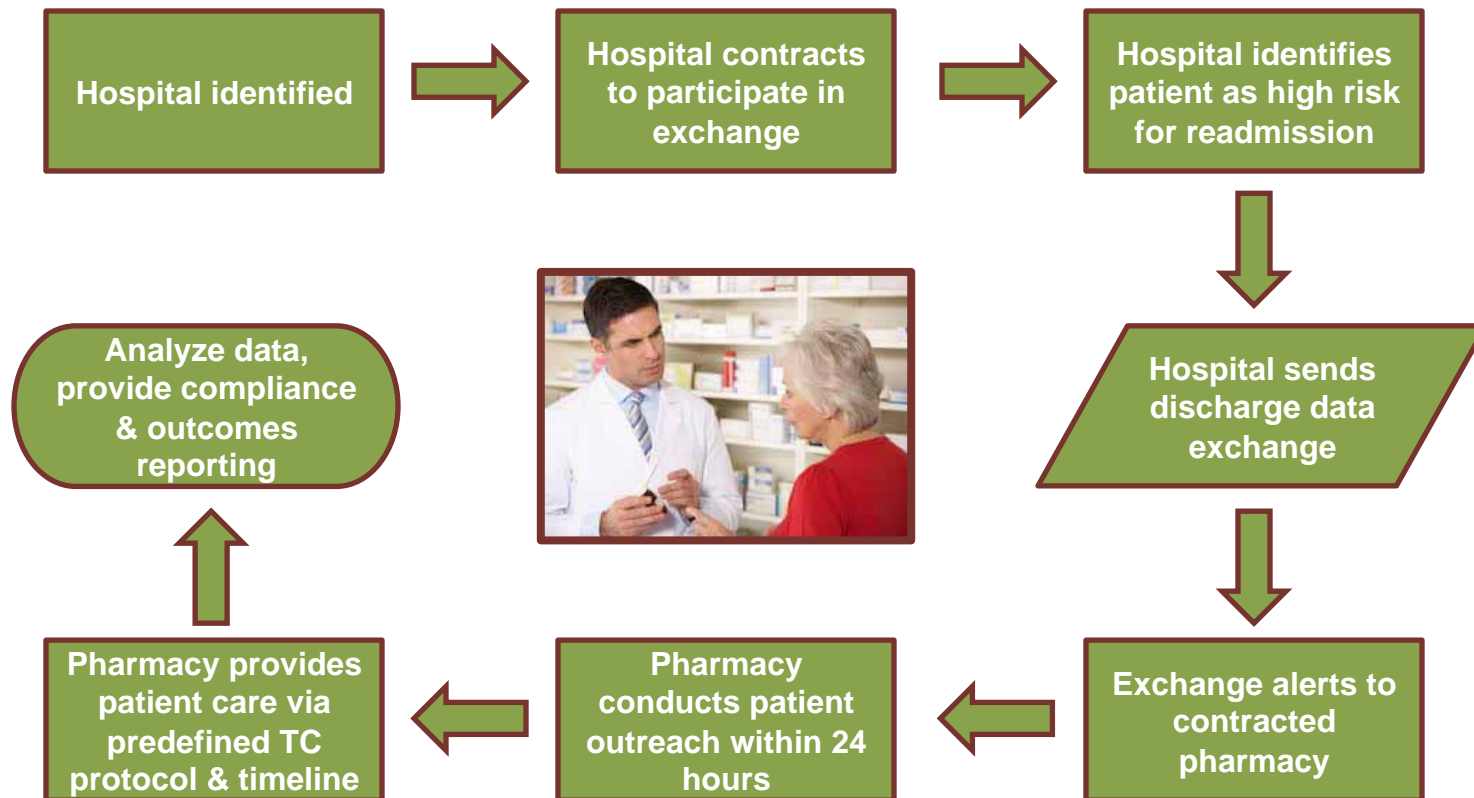 Hospital identified
Hospital contracts
to participate in
exchange
Hospital identifies
patient as high risk
for readmission
Hospital sends
discharge data
exchange
Exchange alerts to
contracted
pharmacy
Pharmacy
conducts patient
outreach within 24
hours
Pharmacy provides
patient care via
predefined TC
protocol & timeline
Analyze data,
provide compliance
& outcomes
reporting